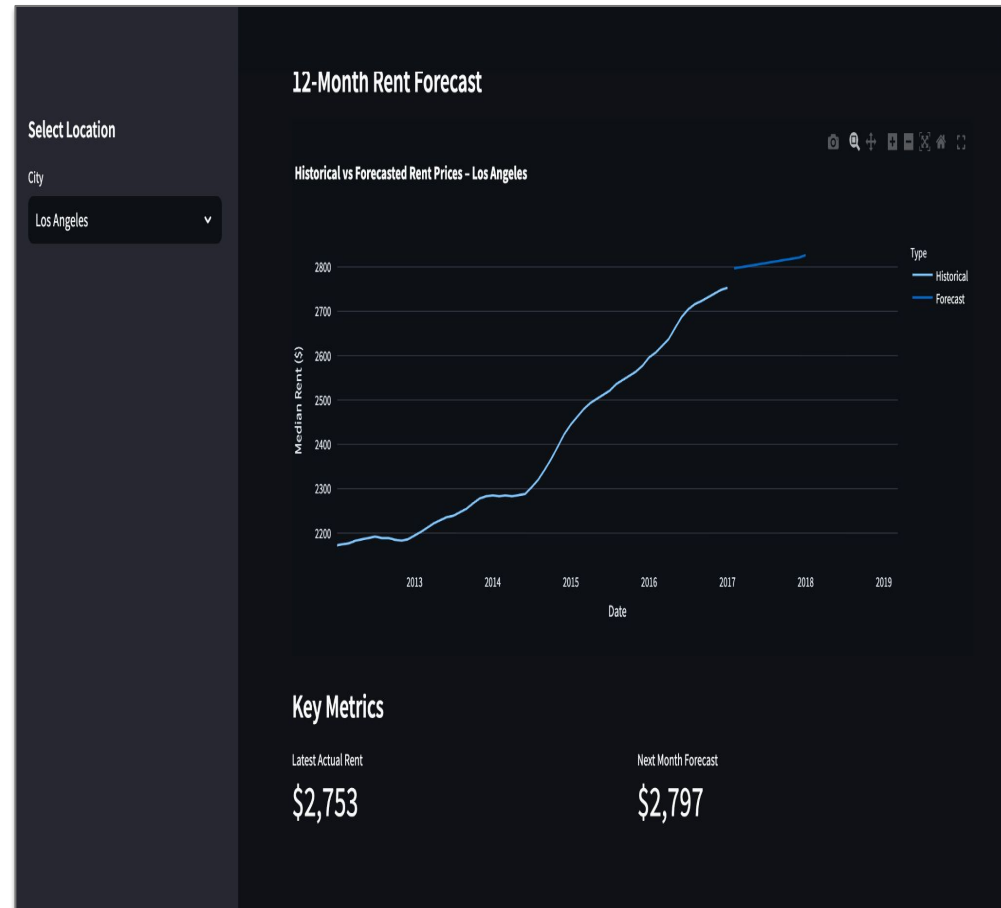 12-Month Rent Forecast
Select Location
City
Los Angeles
Historical vs Forecasted Rent Prices – Los Angeles
Type
Historical
Forecast
Median Rent ($)
2800
2700
2600
2500
2400
2300
2200
2013 2014 2015 2016 2017 2018 2019
Date
Key Metrics
Latest Actual Rent Next Month Forecast
$2,753 $2,797